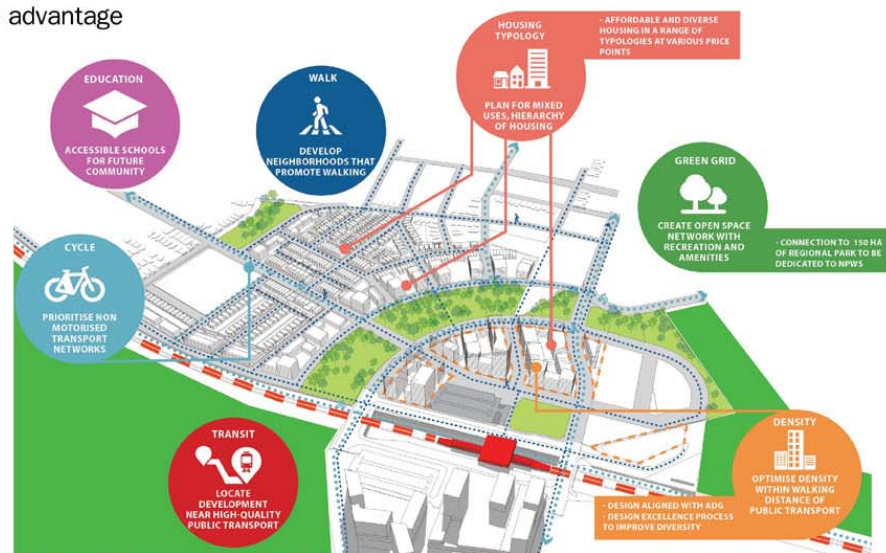 advantage
EDUCATION
ACCESSIBLE SCHOOLS
FOR FUTURE
COMMUNITY
WALK
DEVELOP
NEIGHBORHOODS THAT
PROMOTE WALKING
HOUSING
TYPOLOGY
PLAN FOR MIXED
USES, HIERARCHY
OF HOUSING
- AFFORDABLE AND DIVERSE
HOUSING IN A RANGE OF
TYPOLOGIES AT VARIOUS PRICE
POINTS
GREEN GRID
CREATE OPEN SPACE
NETWORK WITH
RECREATION AND
AMENITIES
- CONNECTION TO 150 HA
OF REGIONAL PARK TO BE
DEDICATED TO NPWS
CYCLE
PRIORITISE NON
MOTORISED
TRANSPORT
NETWORKS
TRANSIT
LOCATE
DEVELOPMENT
NEAR HIGH-QUALITY
PUBLIC TRANSPORT
DENSITY
OPTIMISE DENSITY
WITHIN WALKING
DISTANCE OF
PUBLIC TRANSPORT
- DESIGN ALIGNED WITH ADG
- DESIGN EXCELLENCE PROCESS
TO IMPROVE DIVERSITY